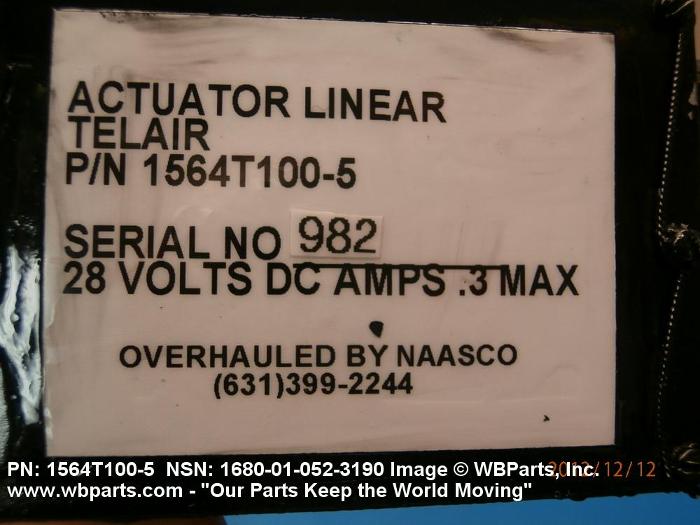 ACTUATOR LINEAR
TELAIR
P/N 1564T100-5
SERIAL NO 982
28 VOLTS DC AMPS .3 MAX
OVERHAULED BY NAASCO
(631)399-2244
PN: 1564T100-5 NSN: 1680-01-052-3190 Image © WBParts, Inc.
2012/12/12
www.wbparts.com - "Our Parts Keep the World Moving"